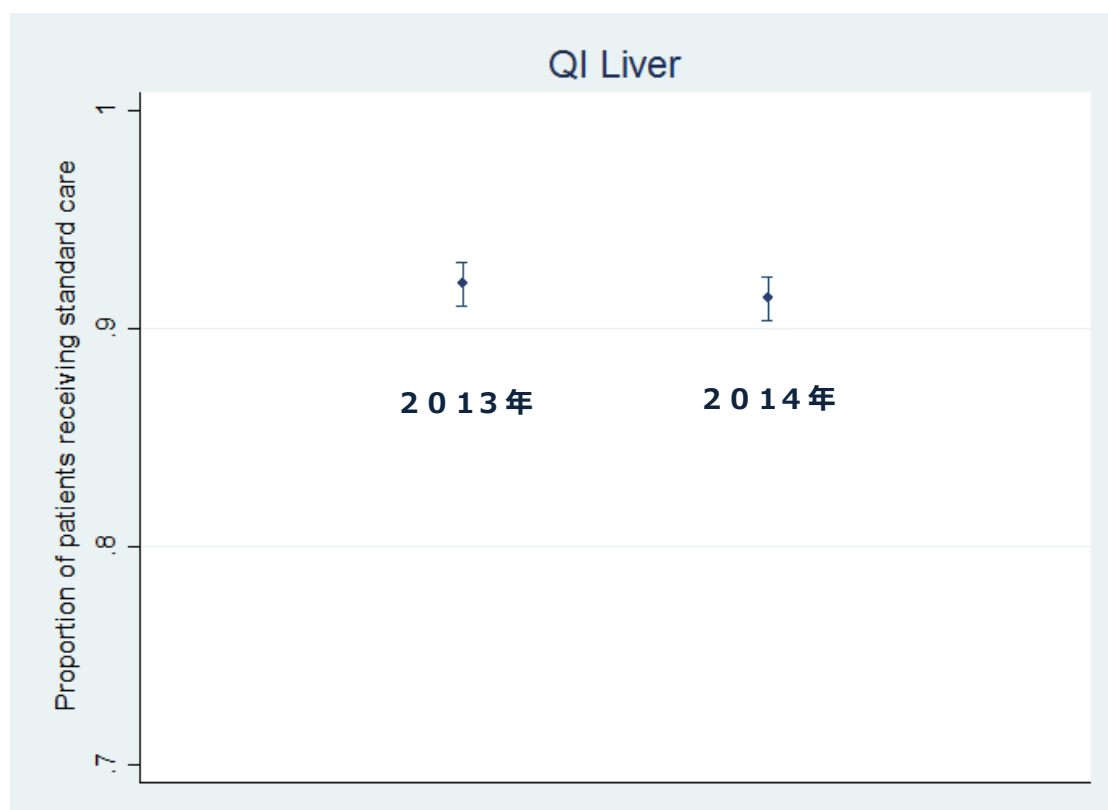 QI Liver
Proportion of patients receiving standard care
1
.9
.8
.7
２０１３年
２０１４年